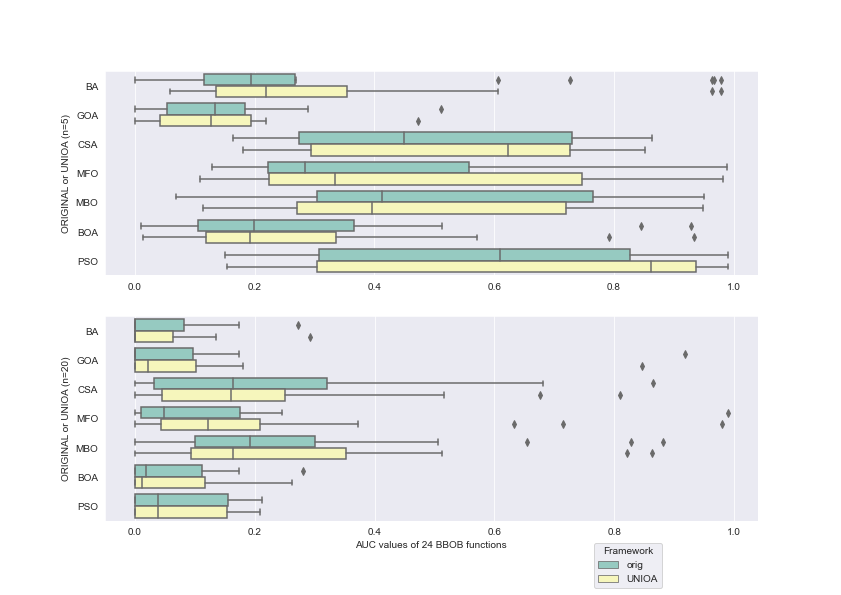 ORIGINAL or UNIOA (n=5)
BA
GOA
CSA
MFO
MBO
BOA
PSO
0.0 0.2 0.4 0.6 0.8 1.0
ORIGINAL or UNIOA (n=20)
BA
GOA
CSA
MFO
MBO
BOA
PSO
0.0 0.2 0.4 0.6 0.8 1.0
AUC values of 24 BBOB functions
Framework
orig
UNIOA